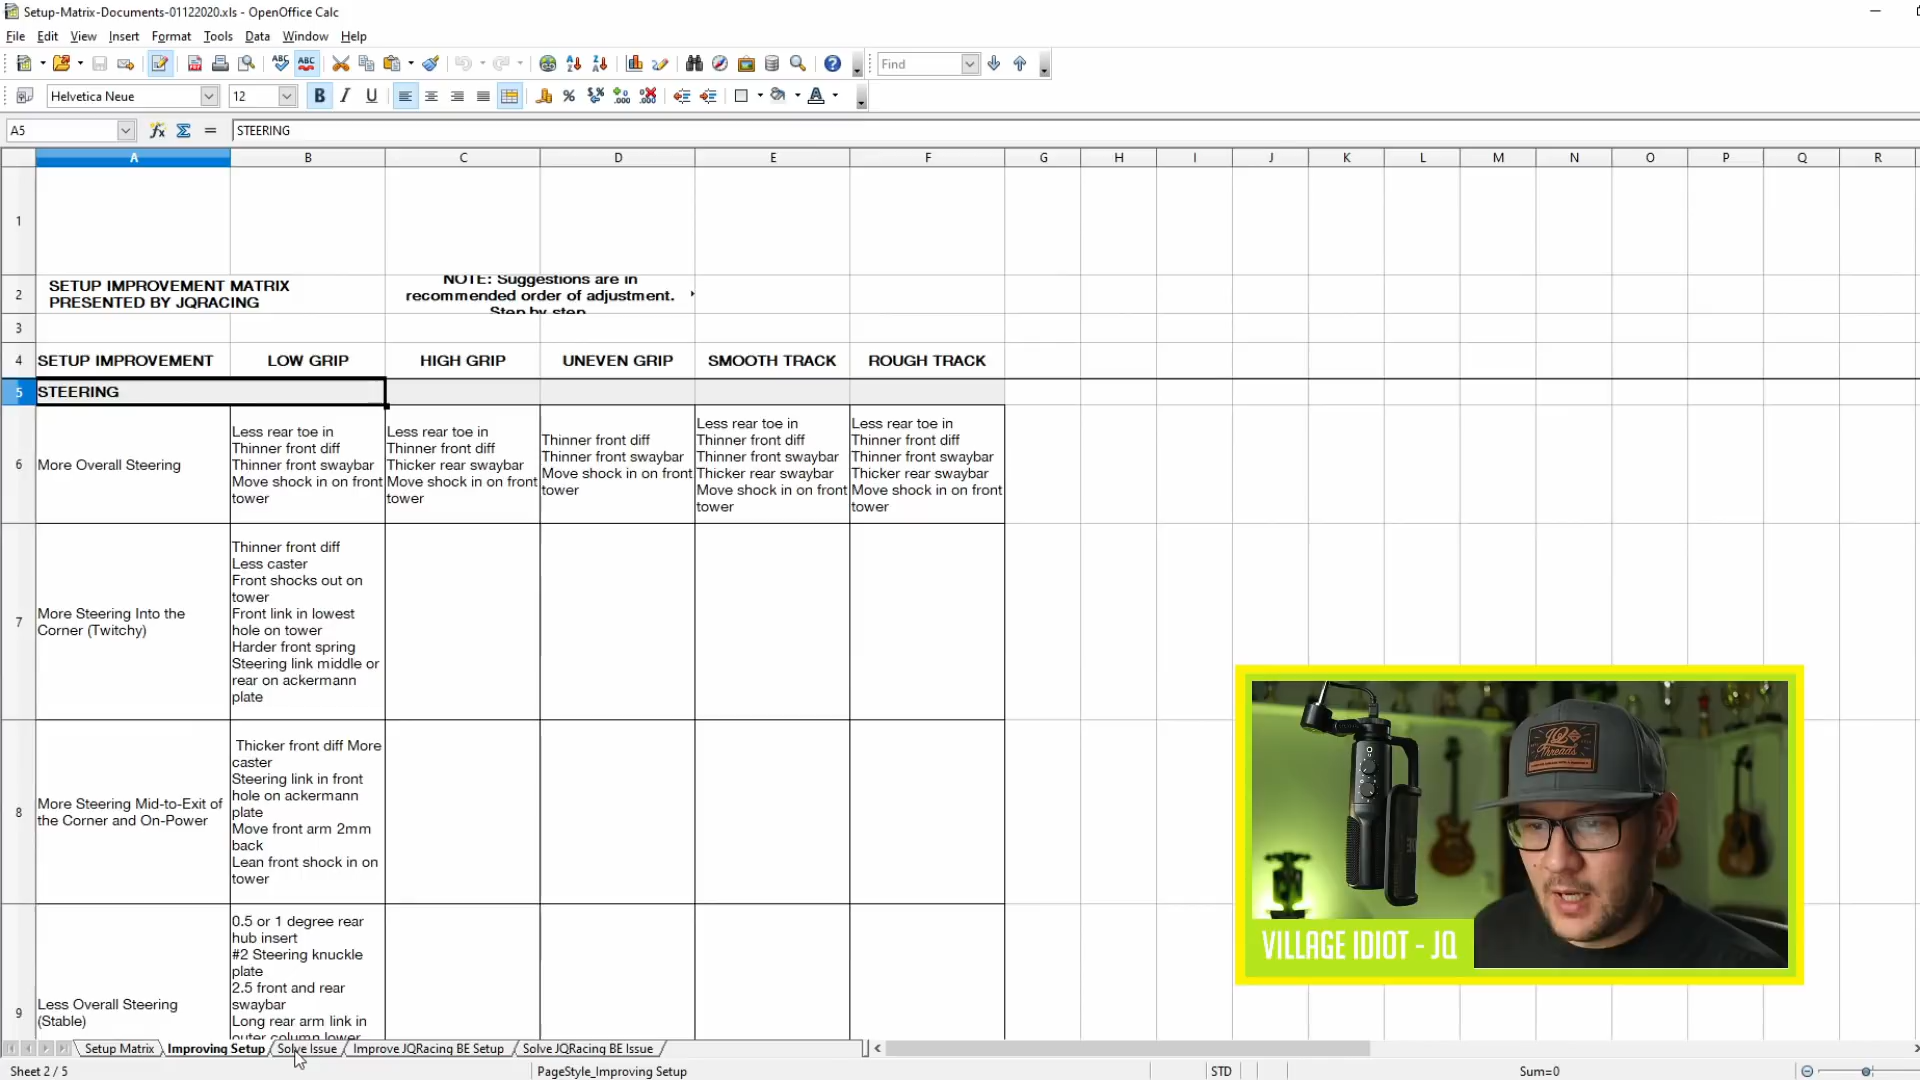 Setup-Matrix-Documents-01122020.xls - OpenOffice Calc
File Edit View Insert Format Tools Data Window Help
Find
Helvetica Neue 12
A5 STEERING
A B C D E F G H I J K L M N O P Q R
1
2 SETUP IMPROVEMENT MATRIX
PRESENTED BY JQRACING
NOTE: Suggestions are in
recommended order of adjustment.
Step by step
3
4 SETUP IMPROVEMENT LOW GRIP HIGH GRIP UNEVEN GRIP SMOOTH TRACK ROUGH TRACK
5 STEERING
6 More Overall Steering
Less rear toe in
Thinner front diff
Thinner front swaybar
Move shock in on front
tower
Less rear toe in
Thinner front diff
Thicker rear swaybar
Move shock in on front
tower
Thinner front diff
Thinner front swaybar
Move shock in on front
tower
Less rear toe in
Thinner front diff
Thinner front swaybar
Thicker rear swaybar
Move shock in on front
tower
Less rear toe in
Thinner front diff
Thinner front swaybar
Thicker rear swaybar
Move shock in on front
tower
7 More Steering Into the
Corner (Twitchy)
Thinner front diff
Less caster
Front shocks out on
tower
Front link in lowest
hole on tower
Harder front spring
Steering link middle or
rear on ackermann
plate
8 More Steering Mid-to-Exit of
the Corner and On-Power
Thicker front diff More
caster
Steering link in front
hole on ackermann
plate
Move front arm 2mm
back
Lean front shock in on
tower
9 Less Overall Steering
(Stable)
0.5 or 1 degree rear
hub insert
#2 Steering knuckle
plate
2.5 front and rear
swaybar
Long rear arm link in
outer column lower
JQ
Threads
VILLAGE IDIOT - JQ
Setup Matrix Improving Setup Solve Issue Improve JQRacing BE Setup Solve JQRacing BE Issue
Sheet 2 / 5 PageStyle_Improving Setup STD Sum=0